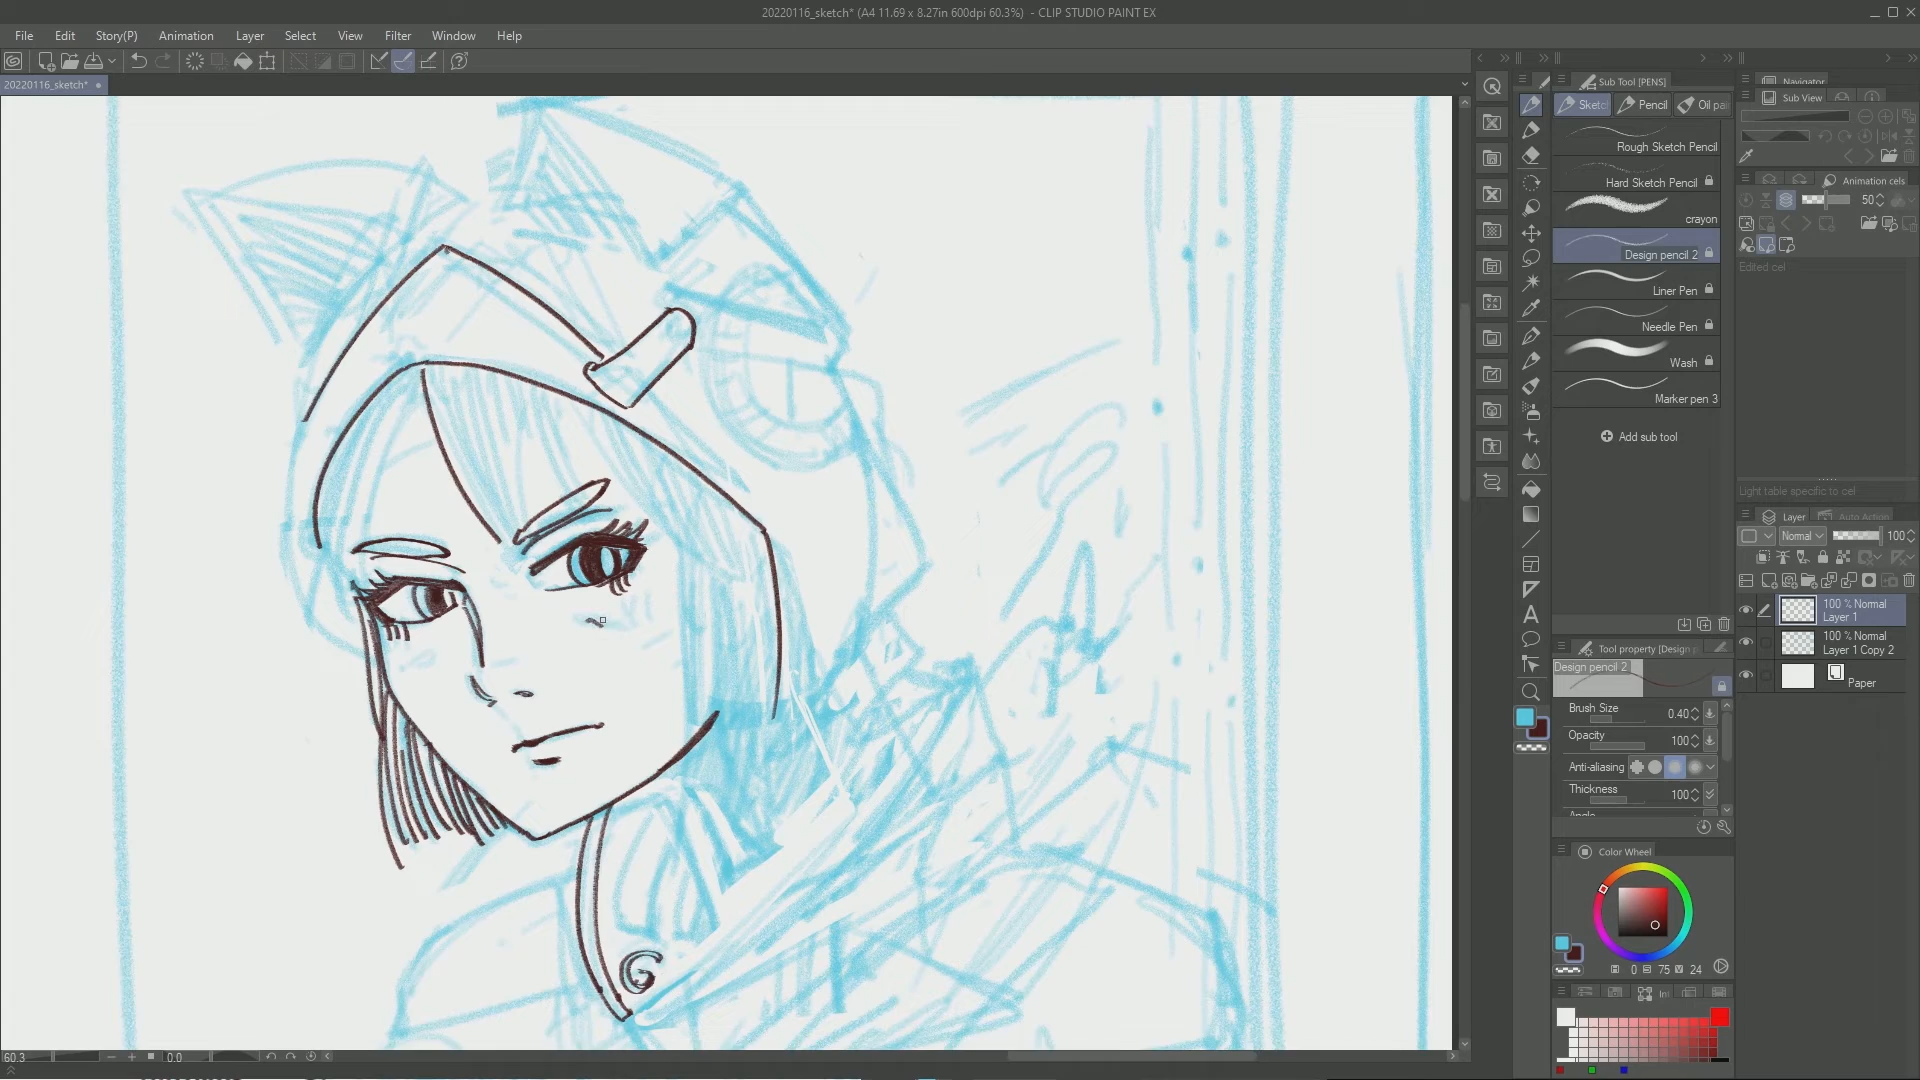 20220116_sketch* (A4 11.69 x 8.27in 600dpi 60.3%) - CLIP STUDIO PAINT EX
File Edit Story(P) Animation Layer Select View Filter Window Help
20220116_sketch*
Sub Tool [PENS]
Navigator
Sub View
Pencil
Rough Sketch Pencil
Hard Sketch Pencil
crayon
Design pencil 2
Liner Pen
Needle Pen
Wash
Marker pen 3
Add sub tool
Animation cels
50
Edited cel
Light table specific to cel
Layer Auto Action
Normal 100
100 % Normal
Layer 1
100 % Normal
Layer 1 Copy 2
Paper
Tool property [Design p
Design pencil 2
Brush Size 0.40
Opacity 100
Anti-aliasing
Thickness 100
Angle
Color Wheel
H 0 S 75 V 24
G
60.3 0.0